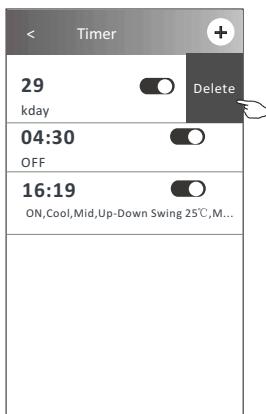 < Timer +
29
kday
Delete
04:30
OFF
16:19
ON,Cool,Mid,Up-Down Swing 25℃,M...